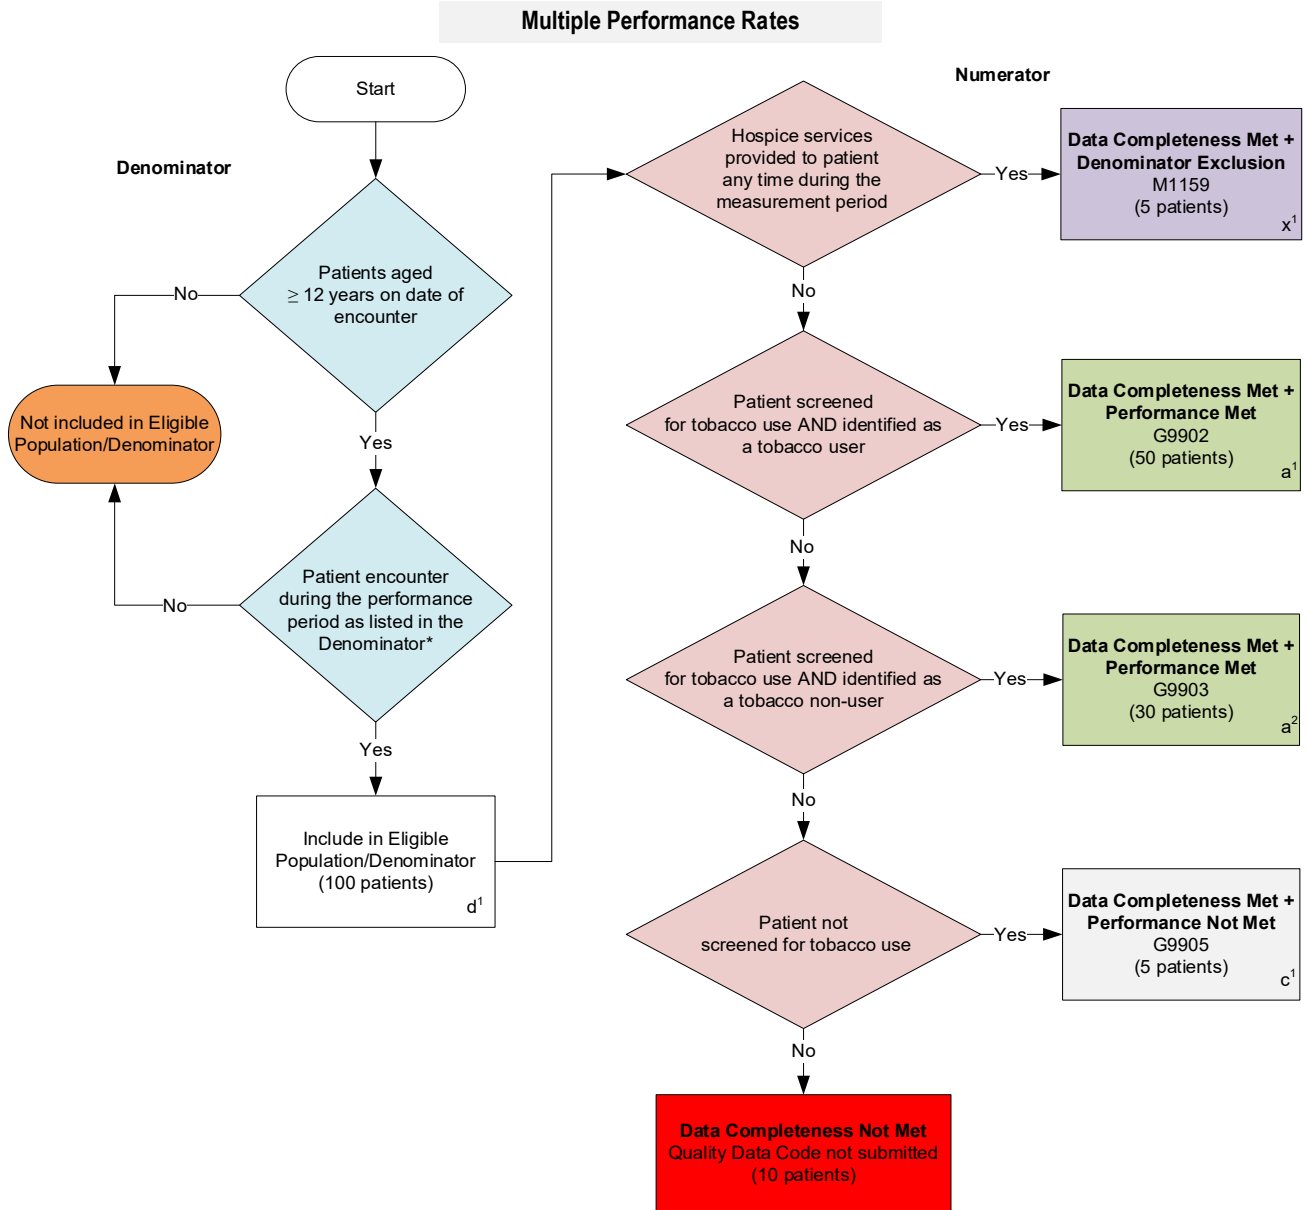 Multiple Performance Rates
Start
Denominator
Patients aged
≥ 12 years on date of
encounter
No
Not included in Eligible
Population/Denominator
Yes
Patient encounter
during the performance
period as listed in the
Denominator*
No
Yes
Include in Eligible
Population/Denominator
(100 patients)
d¹
Numerator
Hospice services
provided to patient
any time during the
measurement period
Yes
Data Completeness Met +
Denominator Exclusion
M1159
(5 patients)
x¹
No
Patient screened
for tobacco use AND identified as
a tobacco user
Yes
Data Completeness Met +
Performance Met
G9902
(50 patients)
a¹
No
Patient screened
for tobacco use AND identified as
a tobacco non-user
Yes
Data Completeness Met +
Performance Met
G9903
(30 patients)
a²
No
Patient not
screened for tobacco use
Yes
Data Completeness Met +
Performance Not Met
G9905
(5 patients)
c¹
No
Data Completeness Not Met
Quality Data Code not submitted
(10 patients)